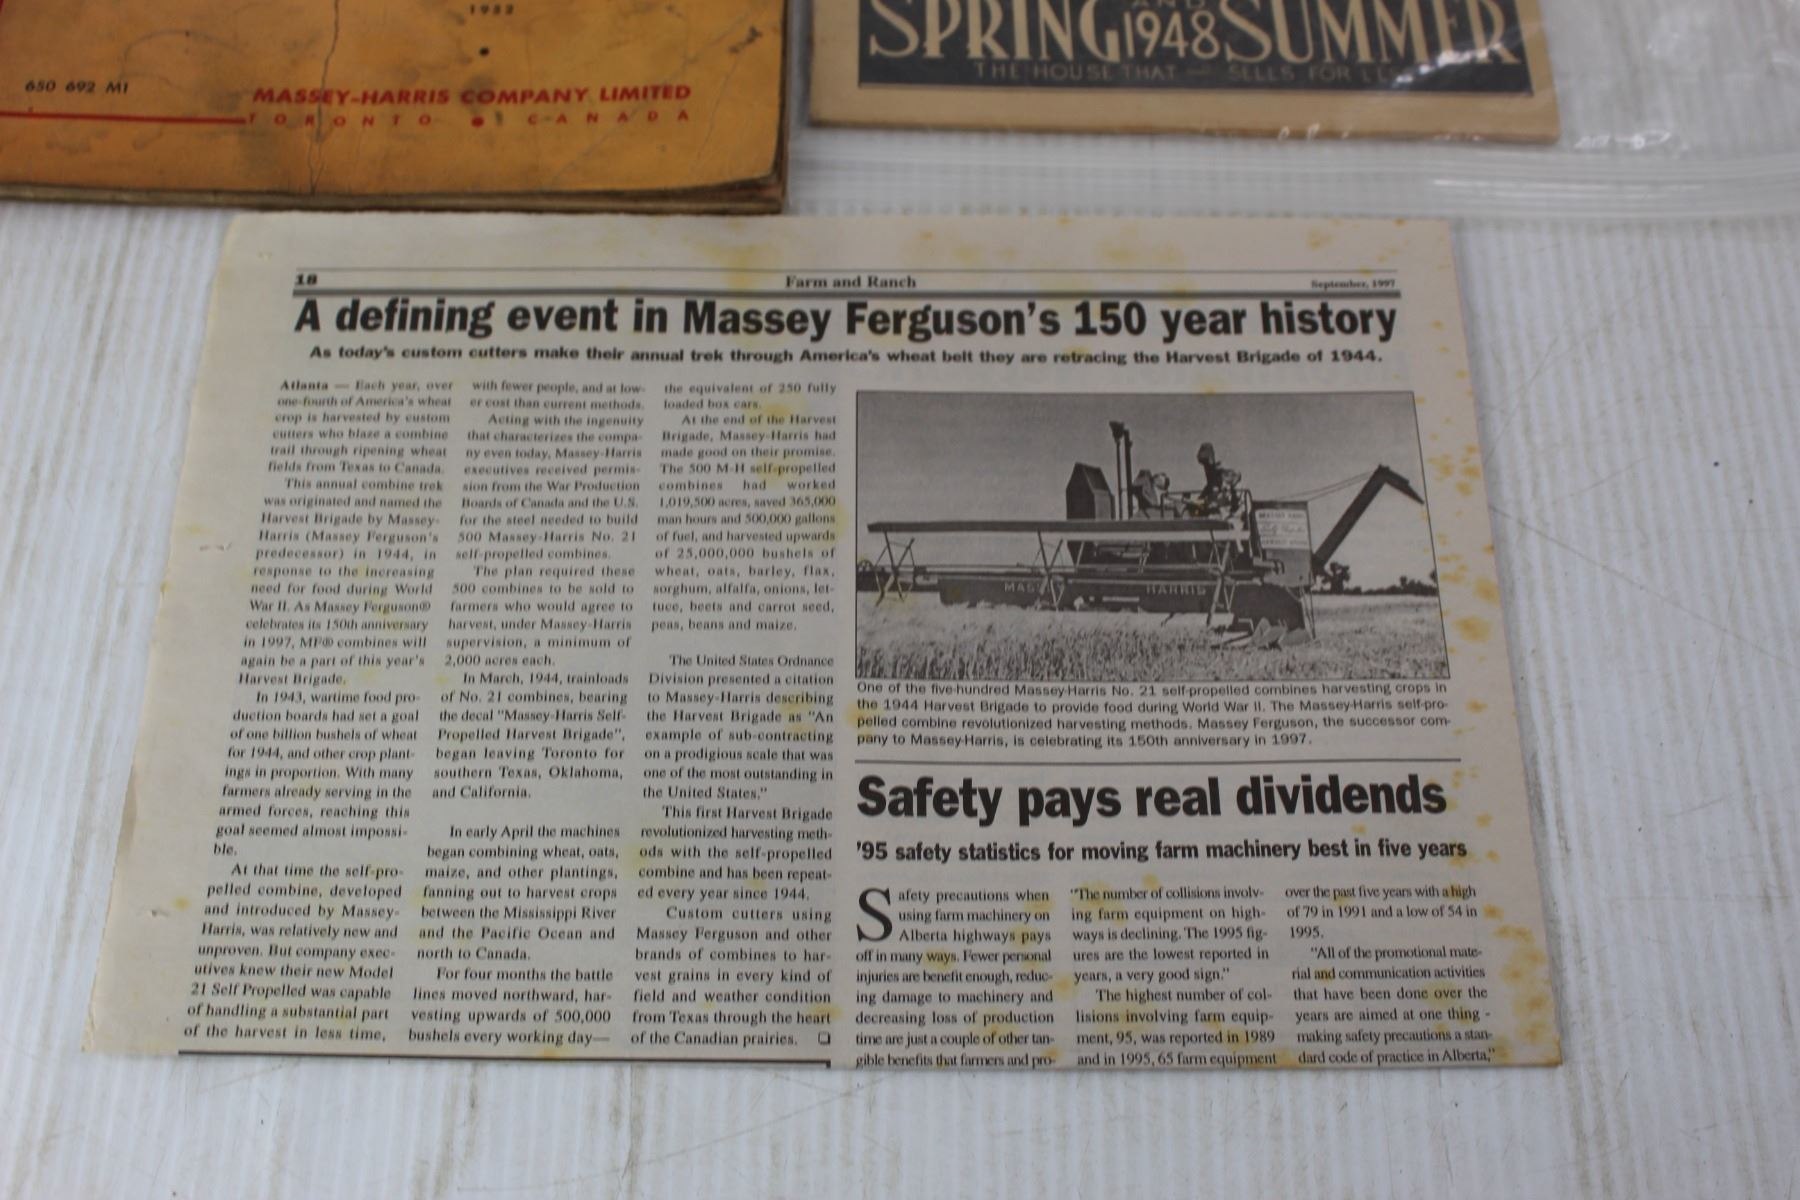 1952
650 692 M1
MASSEY-HARRIS COMPANY LIMITED
TORONTO • CANADA
AND
SPRING 1948 SUMMER
THE HOUSE THAT — SELLS FOR
18
Farm and Ranch
September, 1997
A defining event in Massey Ferguson's 150 year history
As today's custom cutters make their annual trek through America's wheat belt they are retracing the Harvest Brigade of 1944.
Atlanta — Each year, over
one-fourth of America's wheat
crop is harvested by custom
cutters who blaze a combine
trail through ripening wheat
fields from Texas to Canada.
This annual combine trek
was originated and named the
Harvest Brigade by Massey-
Harris (Massey Ferguson's
predecessor) in 1944, in
response to the increasing
need for food during World
War II. As Massey Ferguson®
celebrates its 150th anniversary
in 1997, MF® combines will
again be a part of this year's
Harvest Brigade.
In 1943, wartime food pro-
duction boards had set a goal
of one billion bushels of wheat
for 1944, and other crop plant-
ings in proportion. With many
farmers already serving in the
armed forces, reaching this
goal seemed almost impossi-
ble.
At that time the self-pro-
pelled combine, developed
and introduced by Massey-
Harris, was relatively new and
unproven. But company exec-
utives knew their new Model
21 Self Propelled was capable
of handling a substantial part
of the harvest in less time,
with fewer people, and at low-
er cost than current methods.
Acting with the ingenuity
that characterizes the compa-
ny even today, Massey-Harris
executives received permis-
sion from the War Production
Boards of Canada and the U.S.
for the steel needed to build
500 Massey-Harris No. 21
self-propelled combines.
The plan required these
500 combines to be sold to
farmers who would agree to
harvest, under Massey-Harris
supervision, a minimum of
2,000 acres each.
In March, 1944, trainloads
of No. 21 combines, bearing
the decal "Massey-Harris Self-
Propelled Harvest Brigade",
began leaving Toronto for
southern Texas, Oklahoma,
and California.
In early April the machines
began combining wheat, oats,
maize, and other plantings,
fanning out to harvest crops
between the Mississippi River
and the Pacific Ocean and
north to Canada.
For four months the battle
lines moved northward, har-
vesting upwards of 500,000
bushels every working day—
the equivalent of 250 fully
loaded box cars.
At the end of the Harvest
Brigade, Massey-Harris had
made good on their promise.
The 500 M-H self-propelled
combines had worked
1,019,500 acres, saved 365,000
man hours and 500,000 gallons
of fuel, and harvested upwards
of 25,000,000 bushels of
wheat, oats, barley, flax,
sorghum, alfalfa, onions, let-
tuce, beets and carrot seed,
peas, beans and maize.
The United States Ordnance
Division presented a citation
to Massey-Harris describing
the Harvest Brigade as "An
example of sub-contracting
on a prodigious scale that was
one of the most outstanding in
the United States."
This first Harvest Brigade
revolutionized harvesting meth-
ods with the self-propelled
combine and has been repeat-
ed every year since 1944.
Custom cutters using
Massey Ferguson and other
brands of combines to har-
vest grains in every kind of
field and weather condition
from Texas through the heart
of the Canadian prairies. ❑
MASSEY HARRIS
One of the five-hundred Massey-Harris No. 21 self-propelled combines harvesting crops in
the 1944 Harvest Brigade to provide food during World War II. The Massey-Harris self-pro-
pelled combine revolutionized harvesting methods. Massey Ferguson, the successor com-
pany to Massey-Harris, is celebrating its 150th anniversary in 1997.
Safety pays real dividends
'95 safety statistics for moving farm machinery best in five years
Safety precautions when
using farm machinery on
Alberta highways pays
off in many ways. Fewer personal
injuries are benefit enough, reduc-
ing damage to machinery and
decreasing loss of production
time are just a couple of other tan-
gible benefits that farmers and pro-
"The number of collisions involv-
ing farm equipment on high-
ways is declining. The 1995 fig-
ures are the lowest reported in
years, a very good sign."
The highest number of col-
lisions involving farm equip-
ment, 95, was reported in 1989
and in 1995, 65 farm equipment
over the past five years with a high
of 79 in 1991 and a low of 54 in
1995.
"All of the promotional mate-
rial and communication activities
that have been done over the
years are aimed at one thing -
making safety precautions a stan-
dard code of practice in Alberta,"